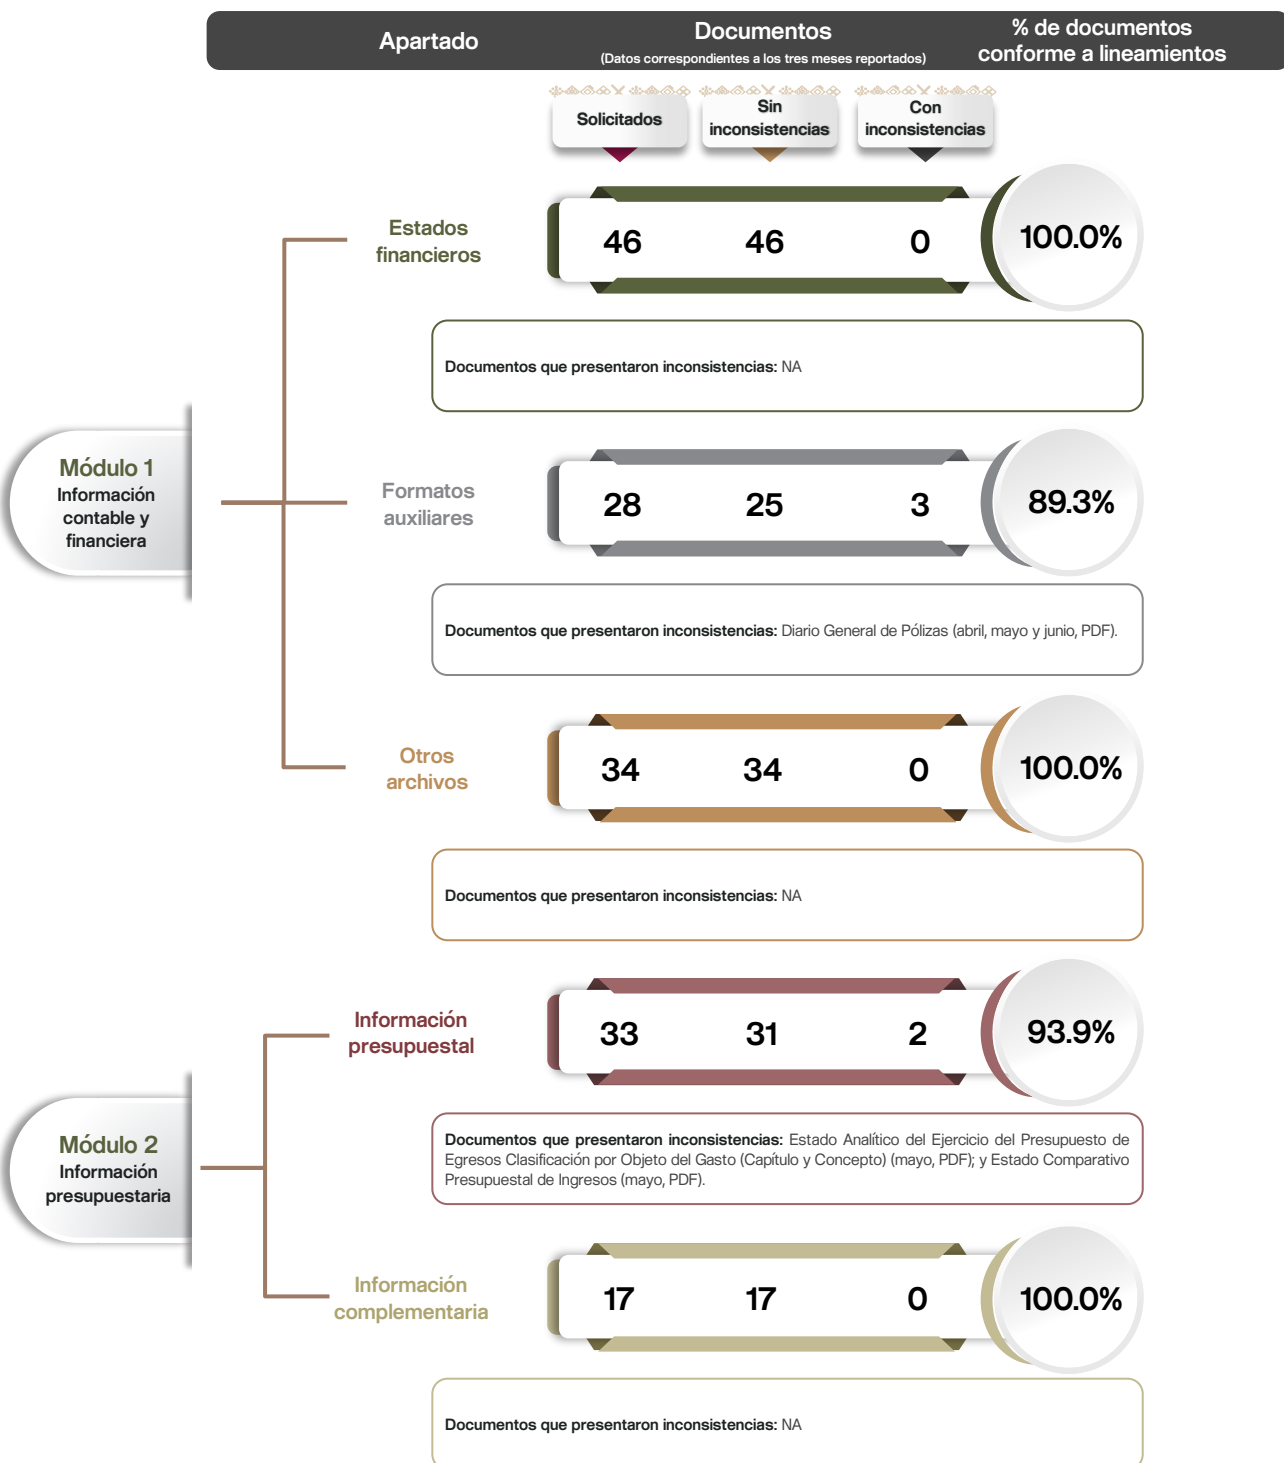 Apartado
Documentos
(Datos correspondientes a los tres meses reportados)
% de documentos
conforme a lineamientos
Solicitados
Sin
inconsistencias
Con
inconsistencias
Módulo 1
Información
contable y
financiera
Estados
financieros
46 46 0 100.0%
Documentos que presentaron inconsistencias: NA
Formatos
auxiliares
28 25 3 89.3%
Documentos que presentaron inconsistencias: Diario General de Pólizas (abril, mayo y junio, PDF).
Otros
archivos
34 34 0 100.0%
Documentos que presentaron inconsistencias: NA
Módulo 2
Información
presupuestaria
Información
presupuestal
33 31 2 93.9%
Documentos que presentaron inconsistencias: Estado Analítico del Ejercicio del Presupuesto de
Egresos Clasificación por Objeto del Gasto (Capítulo y Concepto) (mayo, PDF); y Estado Comparativo
Presupuestal de Ingresos (mayo, PDF).
Información
complementaria
17 17 0 100.0%
Documentos que presentaron inconsistencias: NA